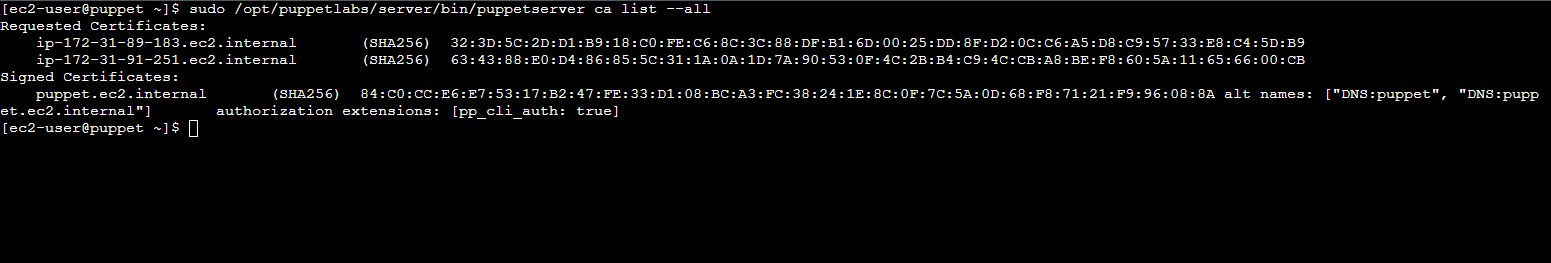 [ec2-user@puppet ~]$ sudo /opt/puppetlabs/server/bin/puppetserver ca list --all
Requested Certificates:
    ip-172-31-89-183.ec2.internal       (SHA256)  32:3D:5C:2D:D1:B9:18:C0:FE:C6:8C:3C:88:DF:B1:6D:00:25:DD:8F:D2:0C:C6:A5:D8:C9:57:33:E8:C4:5D:B9
    ip-172-31-91-251.ec2.internal       (SHA256)  63:43:88:E0:D4:86:85:5C:31:1A:0A:1D:7A:90:53:0F:4C:2B:B4:C9:4C:CB:A8:BE:F8:60:5A:11:65:66:00:CB
Signed Certificates:
    puppet.ec2.internal       (SHA256)  84:C0:CC:E6:E7:53:17:B2:47:FE:33:D1:08:BC:A3:FC:38:24:1E:8C:0F:7C:5A:0D:68:F8:71:21:F9:96:08:8A alt names: ["DNS:puppet", "DNS:pupp
et.ec2.internal"]       authorization extensions: [pp_cli_auth: true]
[ec2-user@puppet ~]$